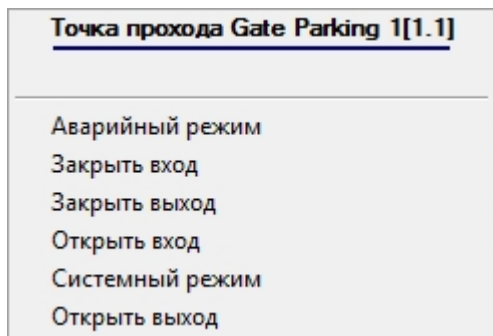 Точка прохода Gate Parking 1[1.1]
Аварийный режим
Закрыть вход
Закрыть выход
Открыть вход
Системный режим
Открыть выход